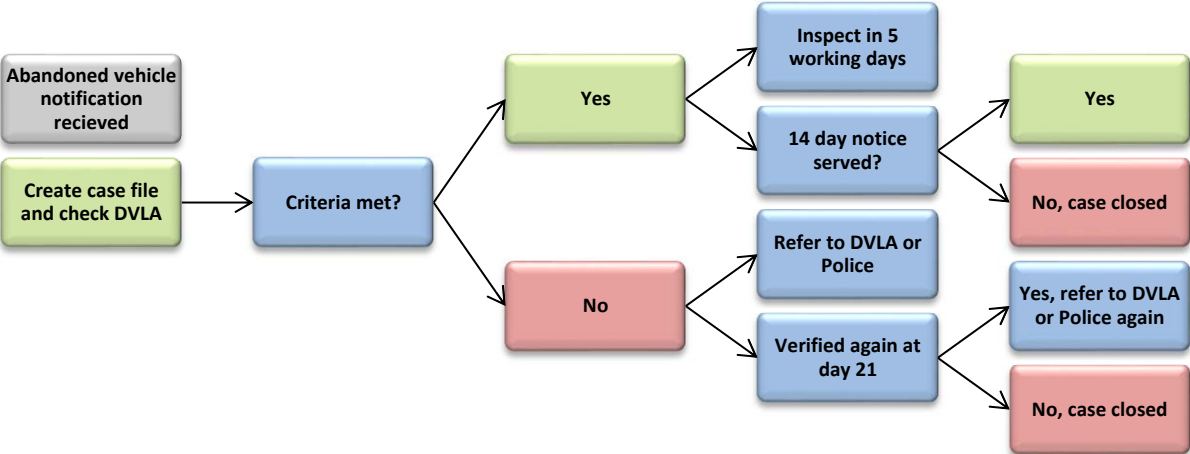 Abandoned vehicle
notification
recieved
Create case file
and check DVLA
Criteria met?
Yes
No
Inspect in 5
working days
14 day notice
served?
Refer to DVLA or
Police
Verified again at
day 21
Yes
No, case closed
Yes, refer to DVLA
or Police again
No, case closed